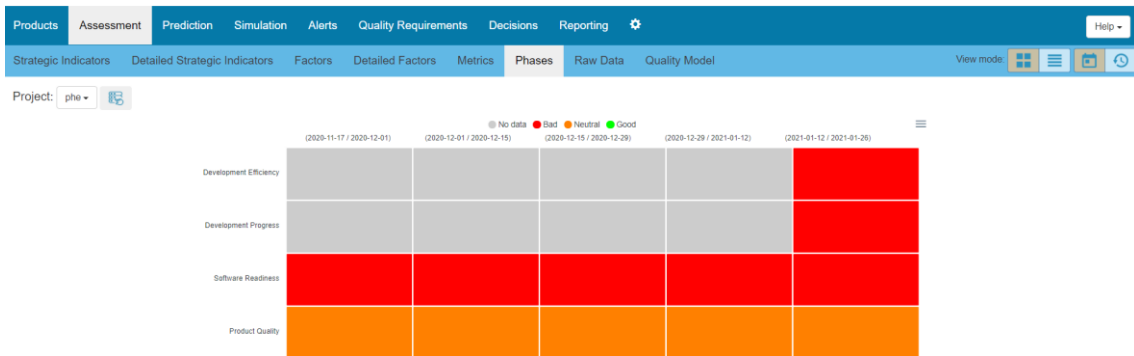 Products Assessment Prediction Simulation Alerts Quality Requirements Decisions Reporting Help
Strategic Indicators Detailed Strategic Indicators Factors Detailed Factors Metrics Phases Raw Data Quality Model View mode:
Project: phe
No data Bad Neutral Good
(2020-11-17 / 2020-12-01) (2020-12-01 / 2020-12-15) (2020-12-15 / 2020-12-29) (2020-12-29 / 2021-01-12) (2021-01-12 / 2021-01-26)
Development Efficiency
Development Progress
Software Readiness
Product Quality